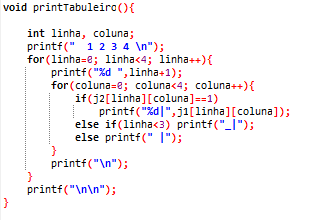 void printTabuleiro(){
int linha, coluna;
printf("  1 2 3 4 \n");
for(linha=0; linha<4; linha++){
printf("%d ",linha+1);
for(coluna=0; coluna<4; coluna++){
if(j2[linha][coluna]==1)
printf("%d|",j1[linha][coluna]);
else if(linha<3) printf("_|");
else printf(" |");
}
printf("\n");
}
printf("\n\n");
}